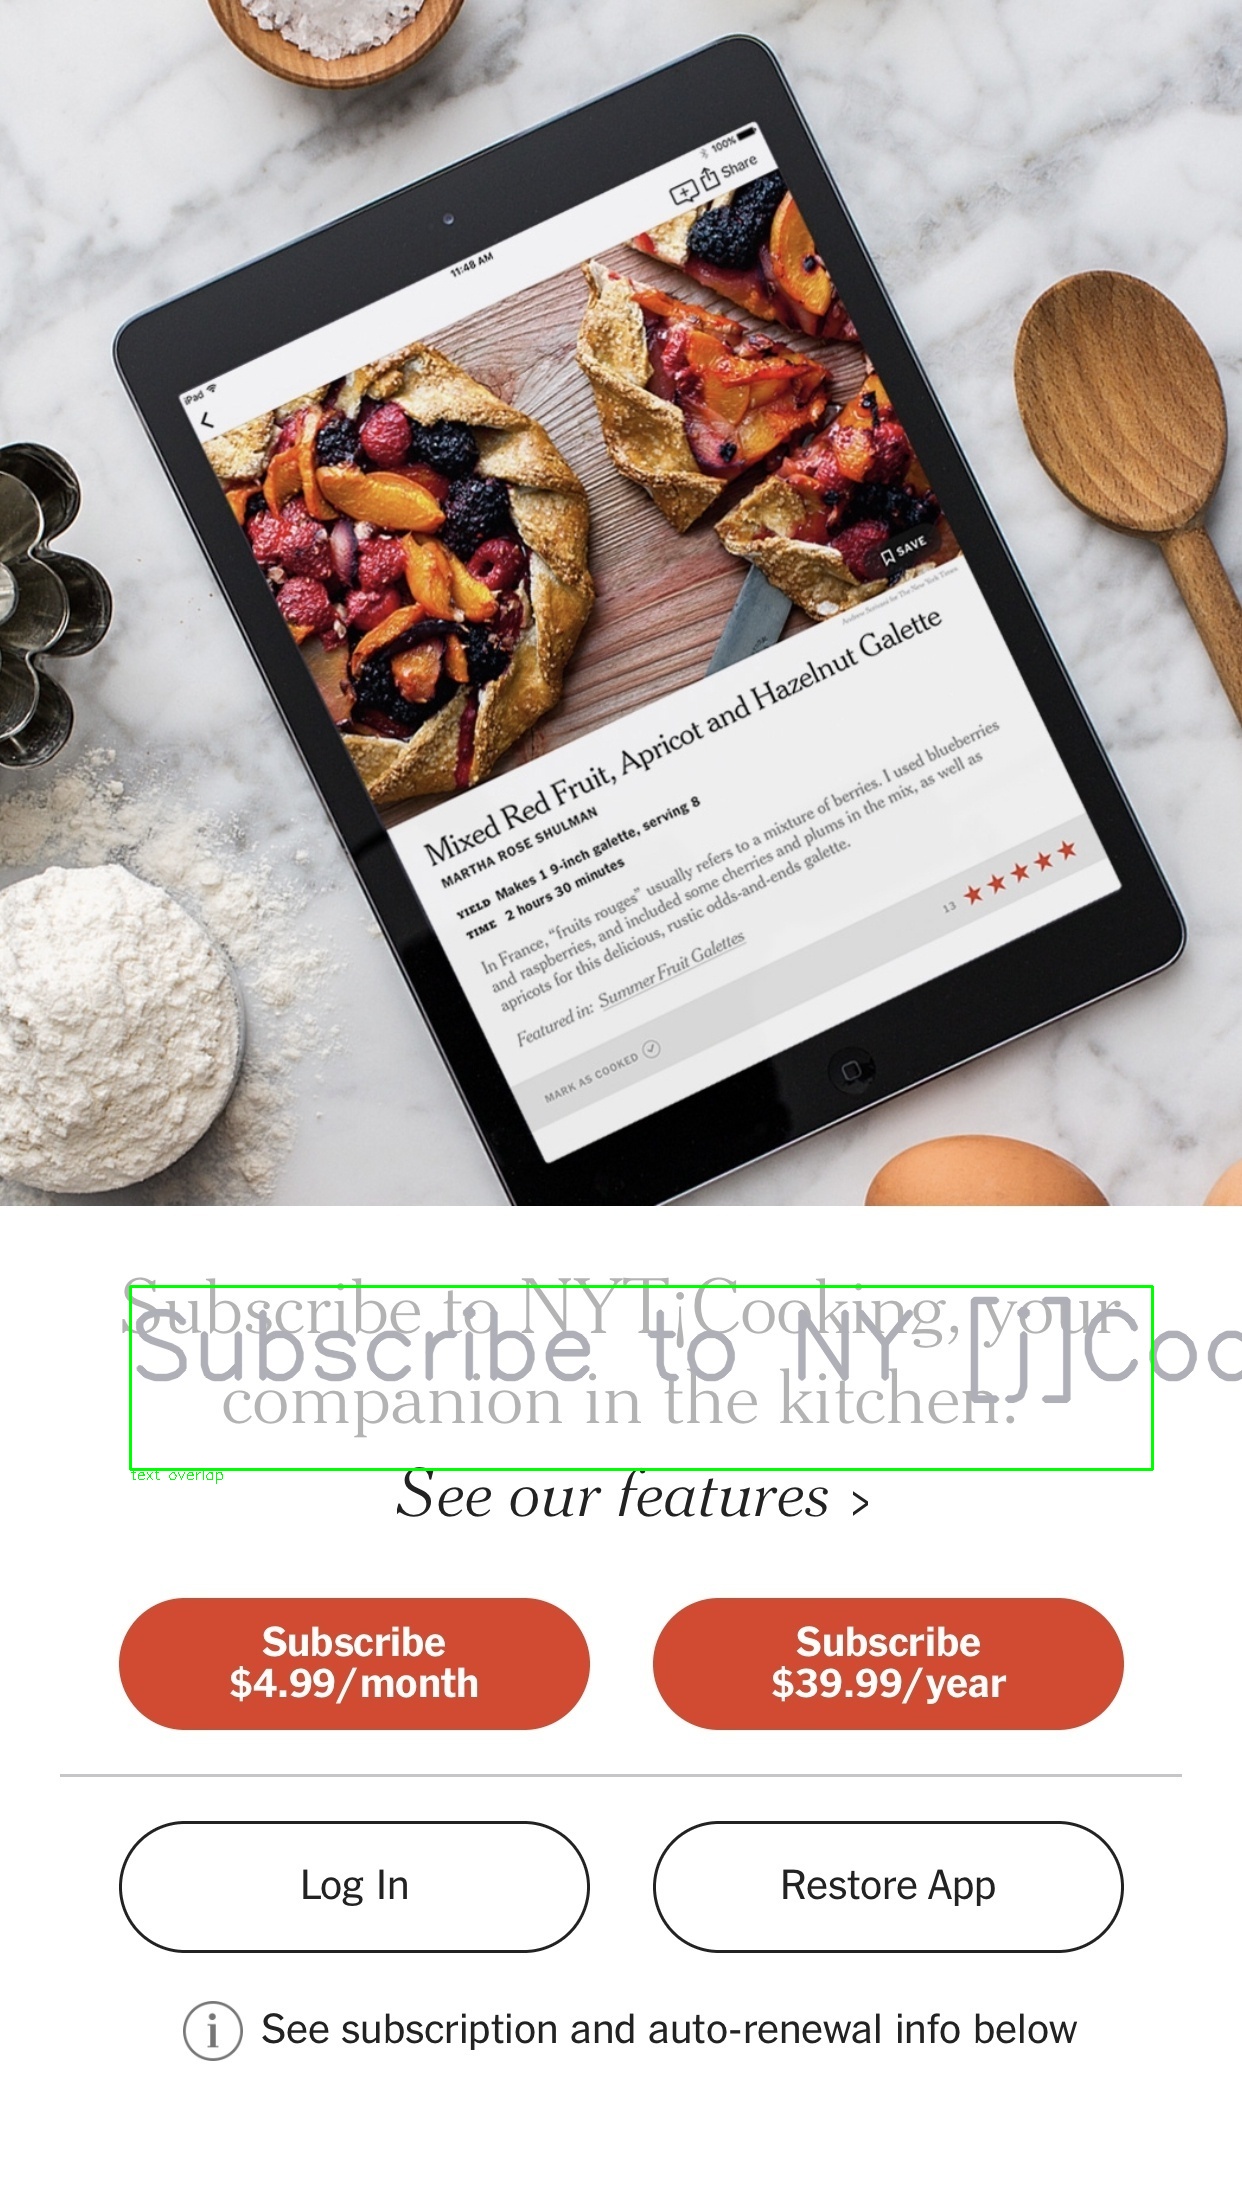 100%
Share
11:48 AM
iPad
SAVE
Andrew Scrivani for The New York Times
Mixed Red Fruit, Apricot and Hazelnut Galette
MARTHA ROSE SHULMAN
YIELD Makes 1 9-inch galette, serving 8
TIME 2 hours 30 minutes
In France, “fruits rouges” usually refers to a mixture of berries. I used blueberries
and raspberries, and included some cherries and plums in the mix, as well as
apricots for this delicious, rustic odds-and-ends galette.
Featured in: Summer Fruit Galettes
13 ★★★★★
MARK AS COOKED
Subscribe to NYT¡Cooking, your
Subscribe to NY [j]Coo
companion in the kitchen.
text overlap
See our features >
Subscribe
$4.99/month
Subscribe
$39.99/year
Log In
Restore App
i See subscription and auto-renewal info below